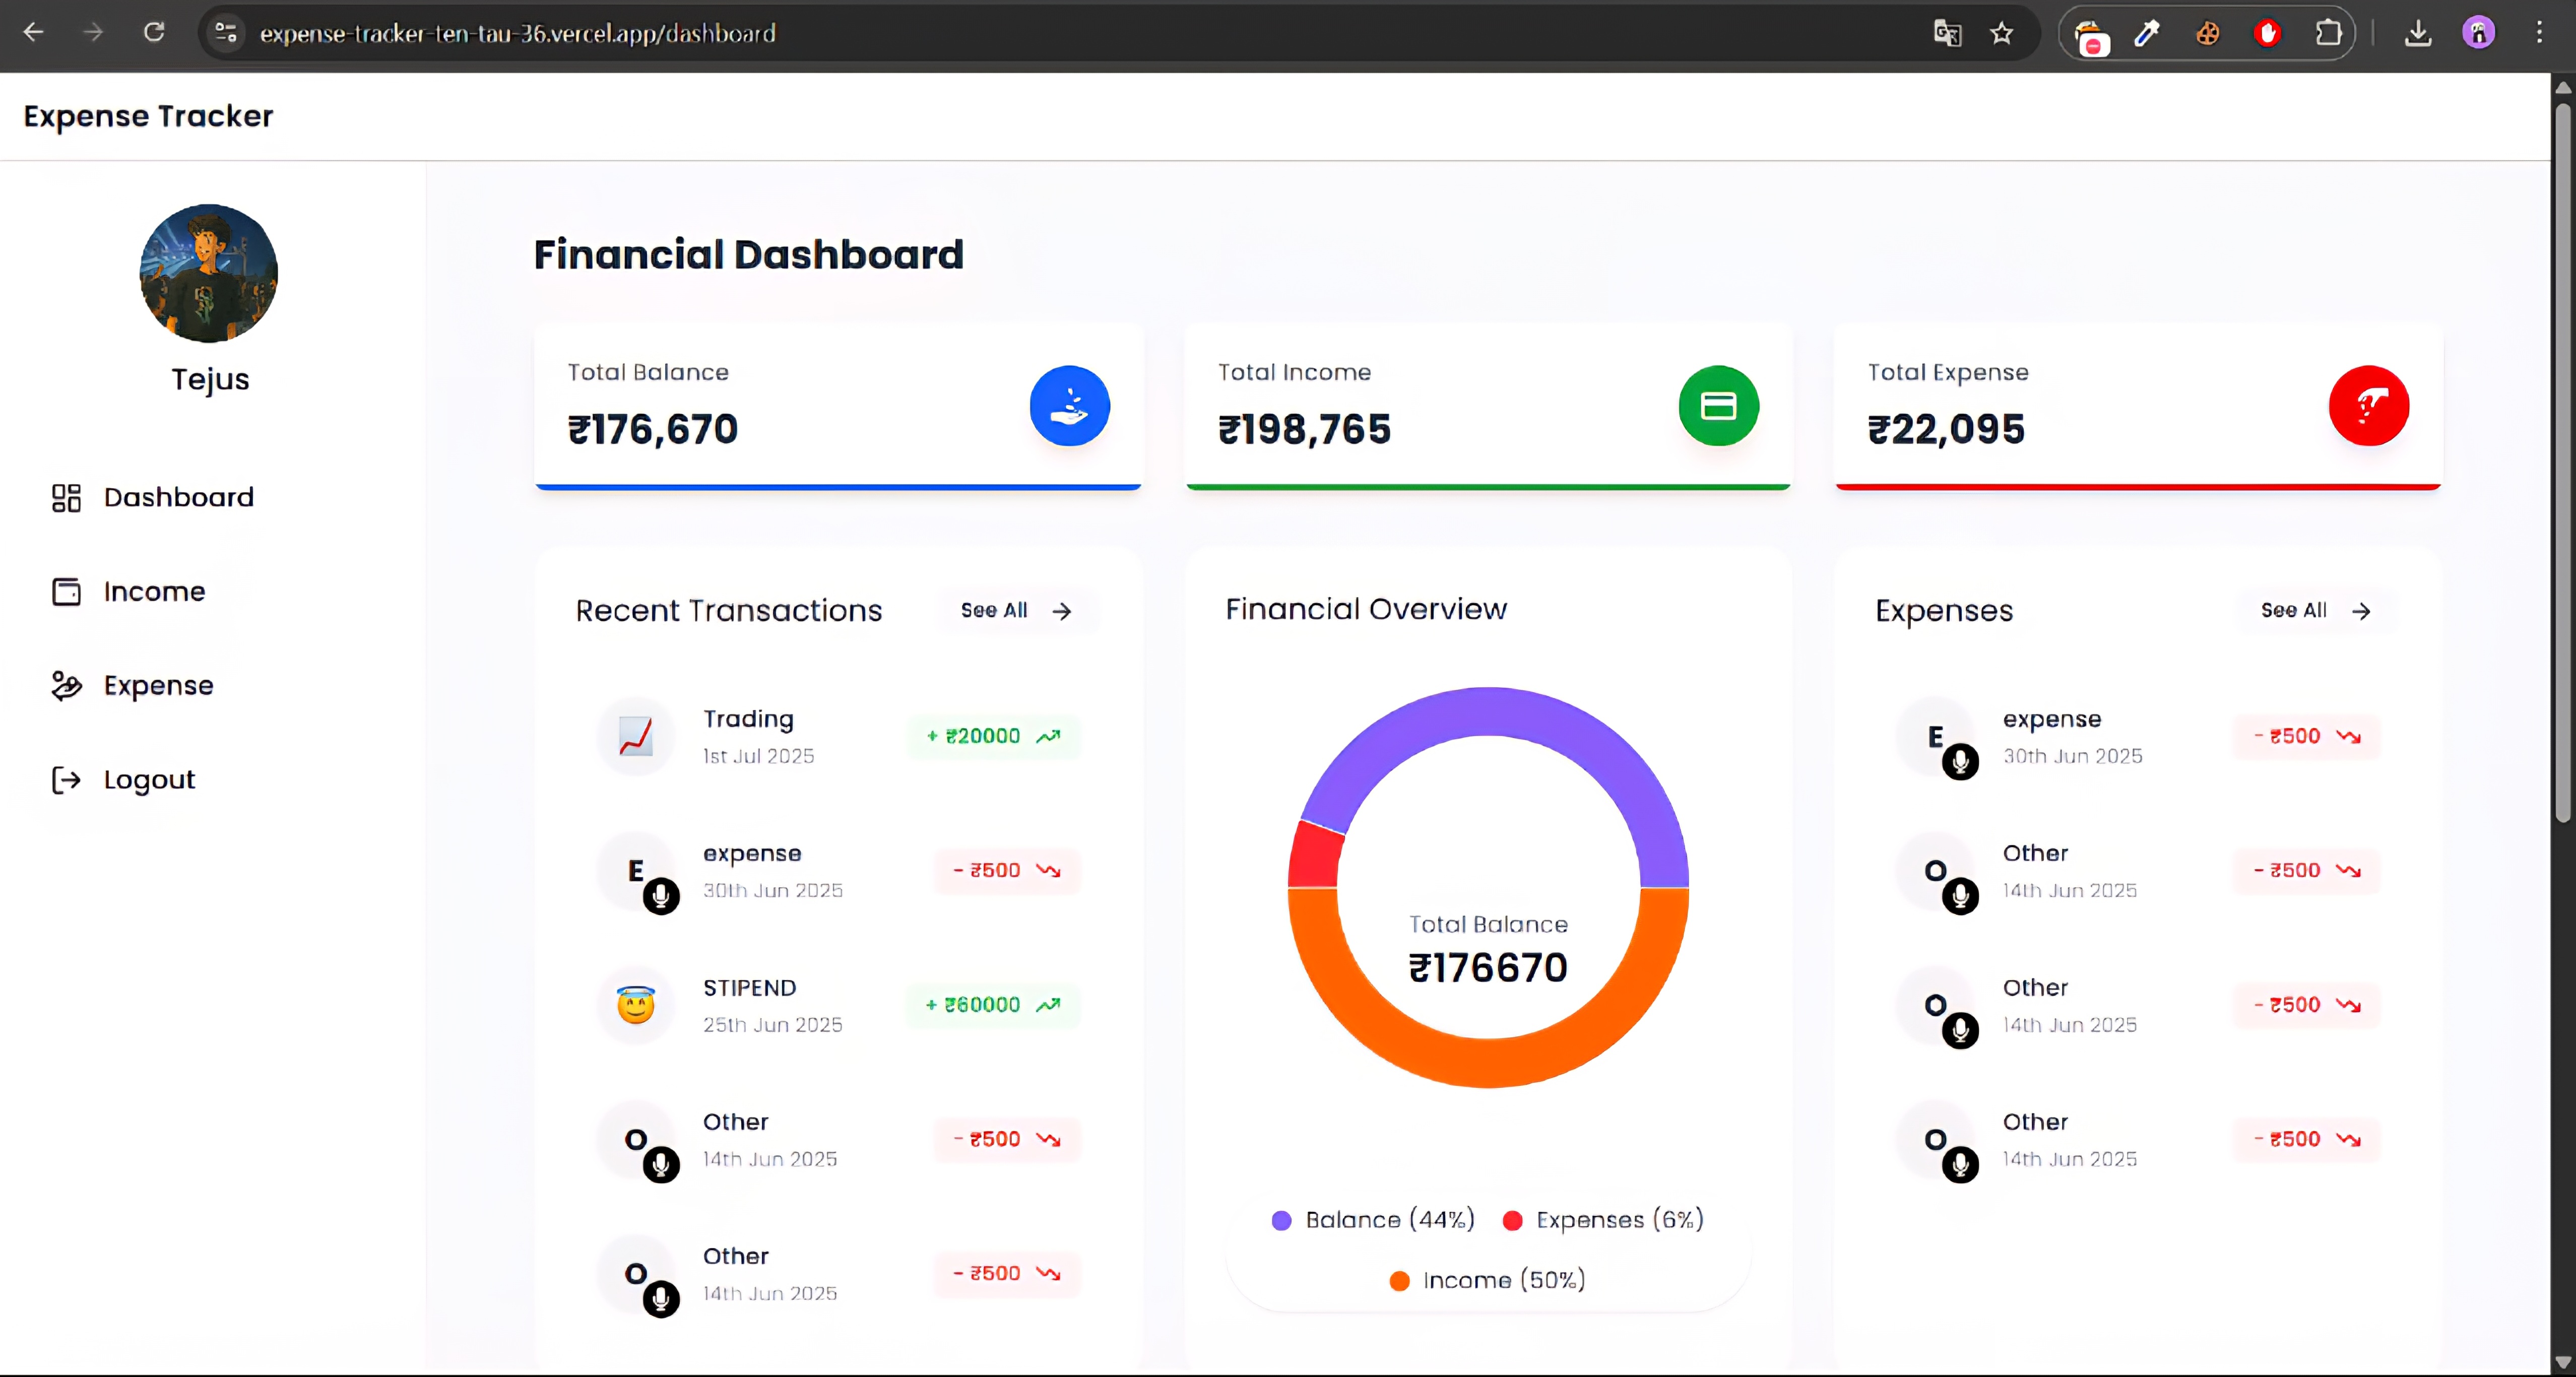 expense-tracker-ten-tau-36.vercel.app/dashboard
Expense Tracker
Tejus
Dashboard
Income
Expense
Logout
Financial Dashboard
Total Balance
₹176,670
Total Income
₹198,765
Total Expense
₹22,095
Recent Transactions
See All
Trading
1st Jul 2025
+ ₹20000
E
expense
30th Jun 2025
- ₹500
STIPEND
25th Jun 2025
+ ₹60000
O
Other
14th Jun 2025
- ₹500
O
Other
14th Jun 2025
- ₹500
Financial Overview
Total Balance
₹176670
Balance (44%)
Expenses (6%)
Income (50%)
Expenses
See All
E
expense
30th Jun 2025
- ₹500
O
Other
14th Jun 2025
- ₹500
O
Other
14th Jun 2025
- ₹500
O
Other
14th Jun 2025
- ₹500